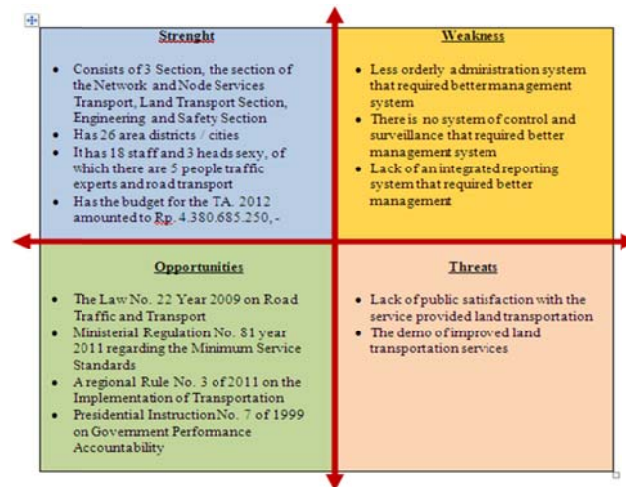 Strenght
• Consists of 3 Section, the section of
the Network and Node Services
Transport, Land Transport Section,
Engineering and Safety Section
• Has 26 area districts / cities
• It has 18 staff and 3 heads sexy, of
which there are 5 people traffic
experts and road transport
• Has the budget for the TA. 2012
amounted to Rp. 4.380.685.250, -
Weakness
• Less orderly administration system
that required better management
system
• There is no system of control and
surveillance that required better
management system
• Lack of an integrated reporting
system that required better
management
Opportunities
• The Law No. 22 Year 2009 on Road
Traffic and Transport
• Ministerial Regulation No. 81 year
2011 regarding the Minimum Service
Standards
• A regional Rule No. 3 of 2011 on the
Implementation of Transportation
• Presidential Instruction No. 7 of 1999
on Government Performance
Accountability
Threats
• Lack of public satisfaction with the
service provided land transportation
• The demo of improved land
transportation services